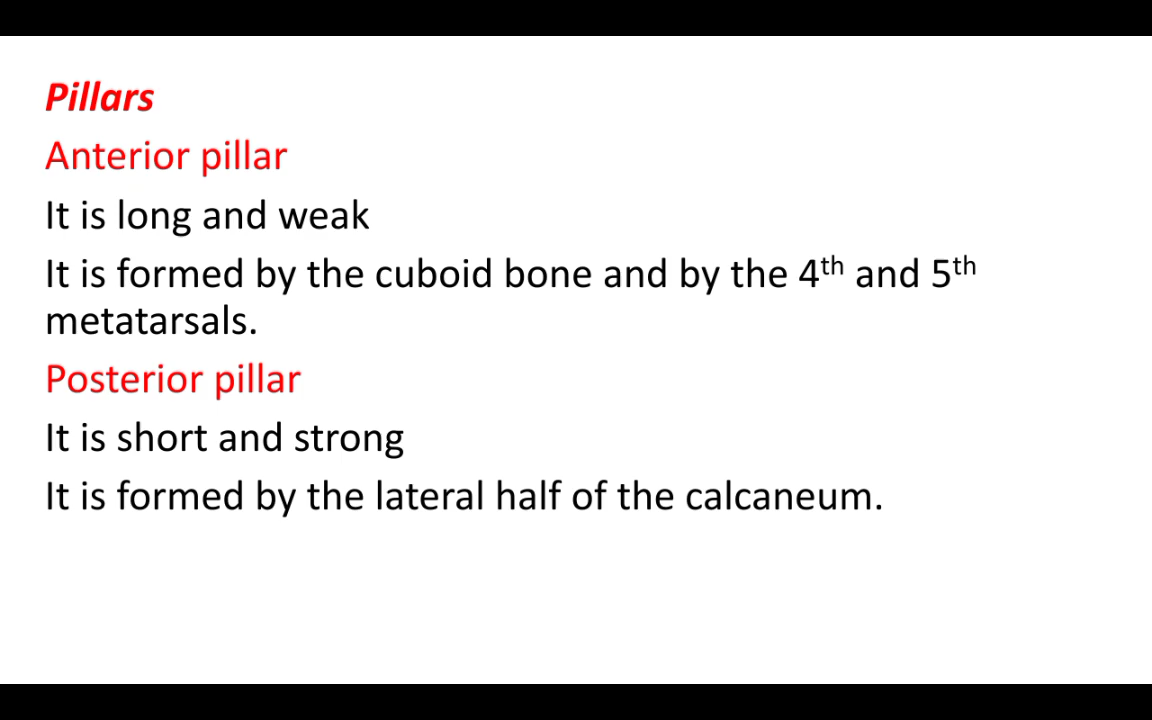 Pillars
Anterior pillar
It is long and weak
It is formed by the cuboid bone and by the 4th and 5th
metatarsals.
Posterior pillar
It is short and strong
It is formed by the lateral half of the calcaneum.